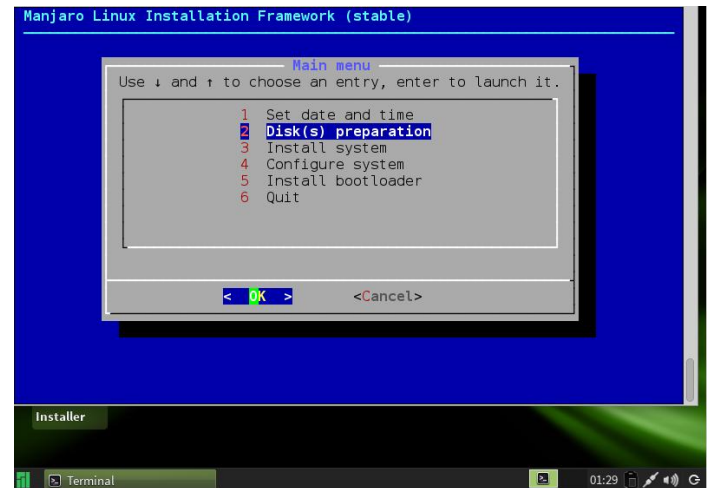 Manjaro Linux Installation Framework (stable)
Main menu
Use ↓ and ↑ to choose an entry, enter to launch it.
1 Set date and time
2 Disk(s) preparation
3 Install system
4 Configure system
5 Install bootloader
6 Quit
< OK > <Cancel>
Installer
Terminal 01:29